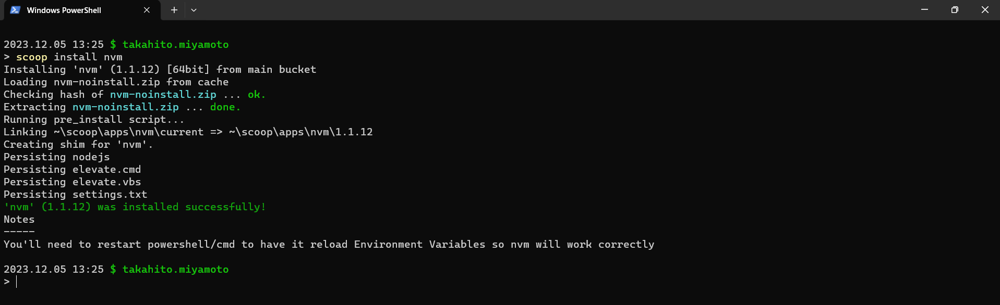 Windows PowerShell
2023.12.05 13:25 $ takahito.miyamoto
> scoop install nvm
Installing 'nvm' (1.1.12) [64bit] from main bucket
Loading nvm-noinstall.zip from cache
Checking hash of nvm-noinstall.zip ... ok.
Extracting nvm-noinstall.zip ... done.
Running pre_install script...
Linking ~\scoop\apps\nvm\current => ~\scoop\apps\nvm\1.1.12
Creating shim for 'nvm'.
Persisting nodejs
Persisting elevate.cmd
Persisting elevate.vbs
Persisting settings.txt
'nvm' (1.1.12) was installed successfully!
Notes
-----
You'll need to restart powershell/cmd to have it reload Environment Variables so nvm will work correctly
2023.12.05 13:25 $ takahito.miyamoto
>